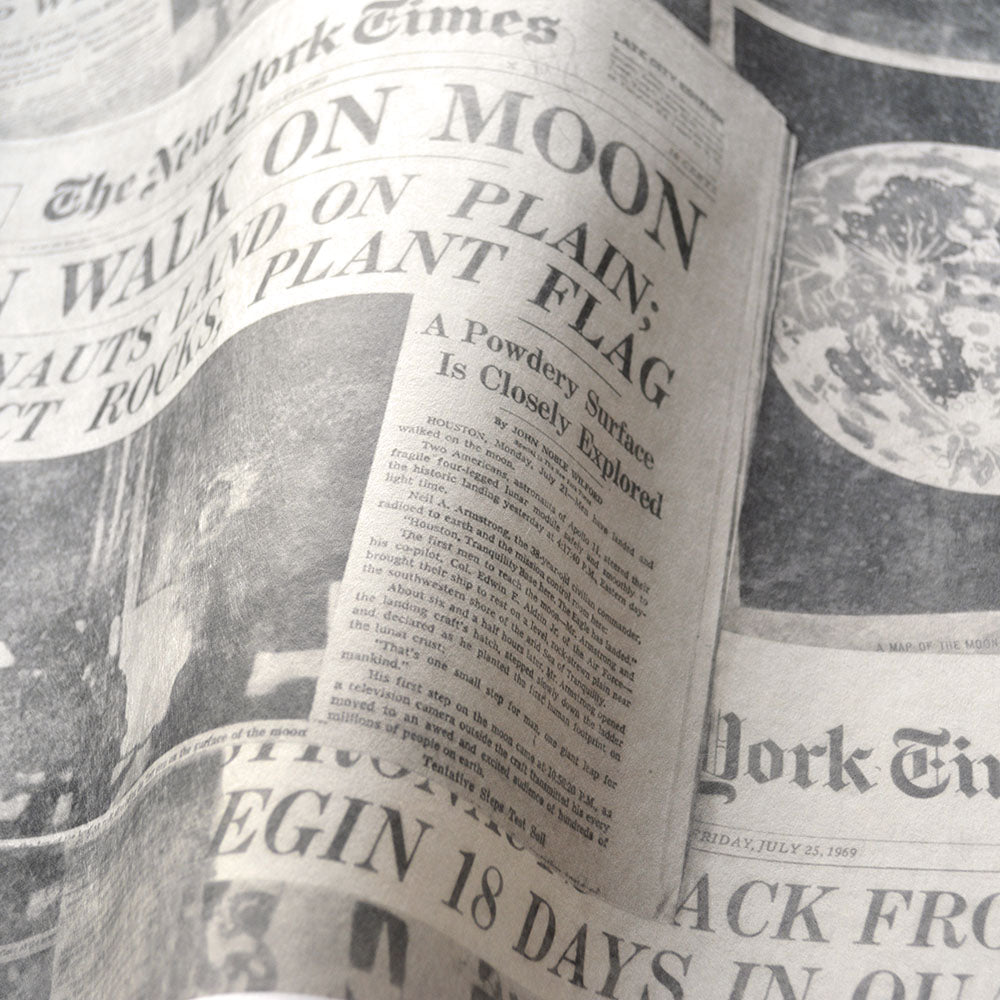 The New York Times
LATE CITY EDITION
WALK ON MOON
NAUTS LAND ON PLAIN;
CT ROCKS, PLANT FLAG
A Powdery Surface
Is Closely Explored
By JOHN NOBLE WILFORD
Special to The New York Times
HOUSTON, Monday, July 21—Men have landed and
walked on the moon.
Two Americans, astronauts of Apollo 11, steered their
fragile four-legged lunar module safely and smoothly to
the historic landing yesterday at 4:17:40 P.M., Eastern day-
light time.
Neil A. Armstrong, the 38-year-old civilian commander,
radioed to earth and the mission control room here:
"Houston, Tranquility Base here. The Eagle has landed."
The first men to reach the moon—Mr. Armstrong and
his co-pilot, Col. Edwin E. Aldrin Jr. of the Air Force—
brought their ship to rest on a level, rock-strewn plain near
the southwestern shore of the arid Sea of Tranquility.
About six and a half hours later, Mr. Armstrong opened
the landing craft's hatch, stepped slowly down the ladder
and declared as he planted the first human footprint on
the lunar crust:
"That's one small step for man, one giant leap for
mankind."
His first step on the moon came at 10:56:20 P.M., as
a television camera outside the craft transmitted his every
move to an awed and excited audience of hundreds of
millions of people on earth.
Tentative Steps Test Soil
the surface of the moon
EGIN 18 DAYS IN QU
A MAP OF THE MOON
York Tim
FRIDAY, JULY 25, 1969
ACK FRO